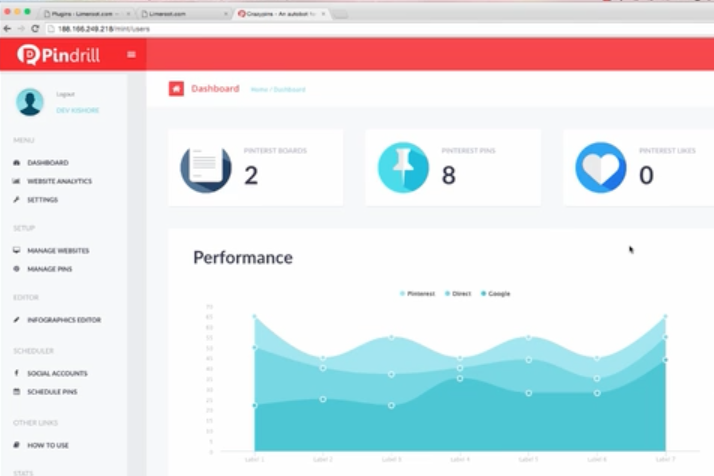 Plugins - Limeroot.com -
Limeroot.com
Crazypins - An autobot for
188.166.249.218/mint/users
Pindrill
Logout
DEV KISHORE
Dashboard
Home / Dashboard
MENU
DASHBOARD
WEBSITE ANALYTICS
SETTINGS
SETUP
MANAGE WEBSITES
MANAGE PINS
EDITOR
INFOGRAPHICS EDITOR
SCHEDULER
SOCIAL ACCOUNTS
SCHEDULE PINS
OTHER LINKS
HOW TO USE
STATS
PINTERST BOARDS
2
PINTEREST PINS
8
PINTEREST LIKES
0
Performance
Pinterest Direct Google
70
65
60
55
50
45
40
35
30
25
20
15
10
5
0
Label 1 Label 2 Label 3 Label 4 Label 5 Label 6 Label 7